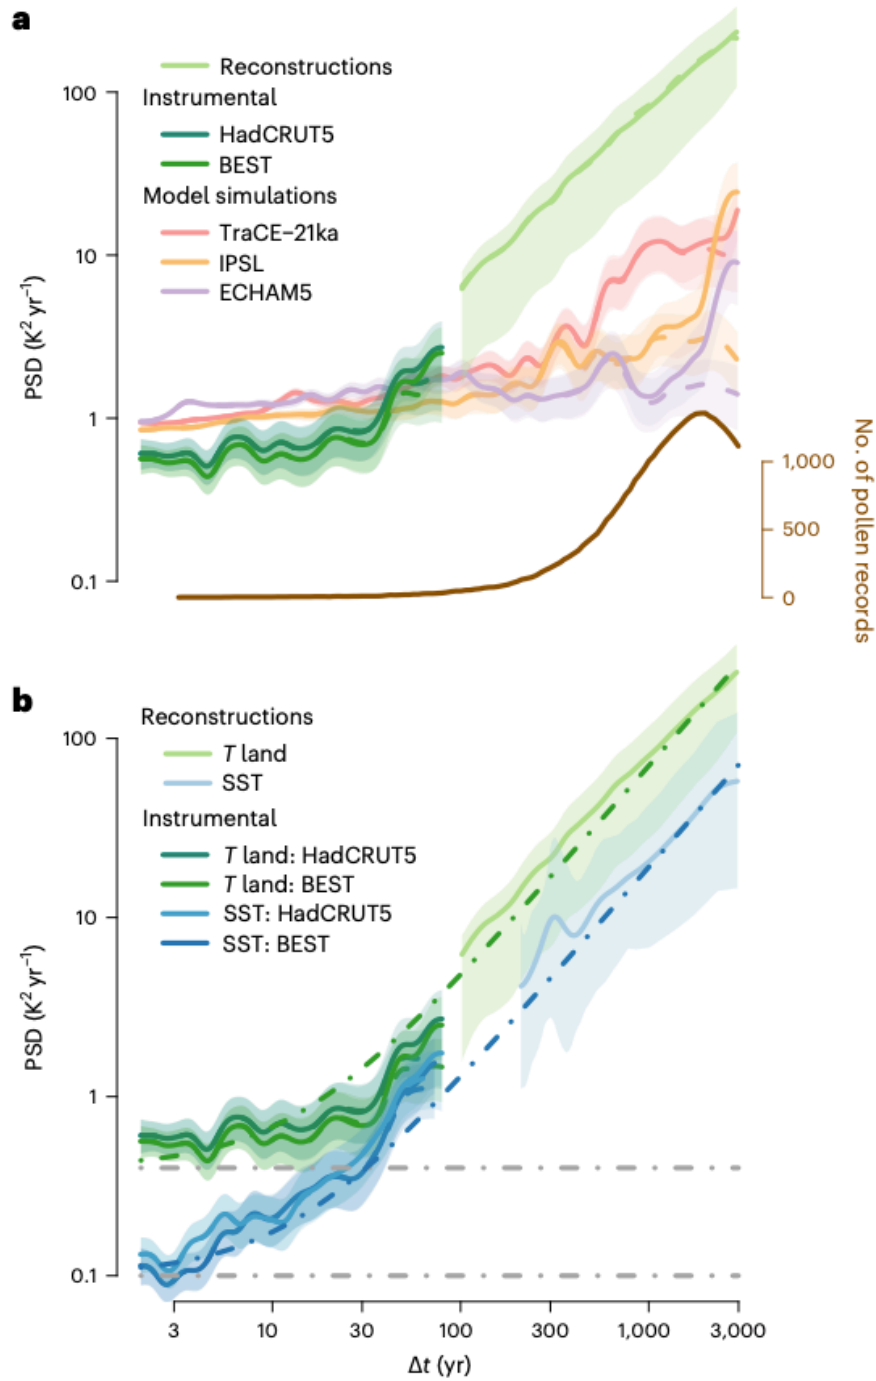 a
Reconstructions
Instrumental
HadCRUT5
BEST
Model simulations
TraCE–21ka
IPSL
ECHAM5
100
10
1
0.1
PSD (K² yr⁻¹)
1,000
500
0
No. of pollen records
b
Reconstructions
T land
SST
Instrumental
T land: HadCRUT5
T land: BEST
SST: HadCRUT5
SST: BEST
100
10
1
0.1
PSD (K² yr⁻¹)
3 10 30 100 300 1,000 3,000
Δt (yr)